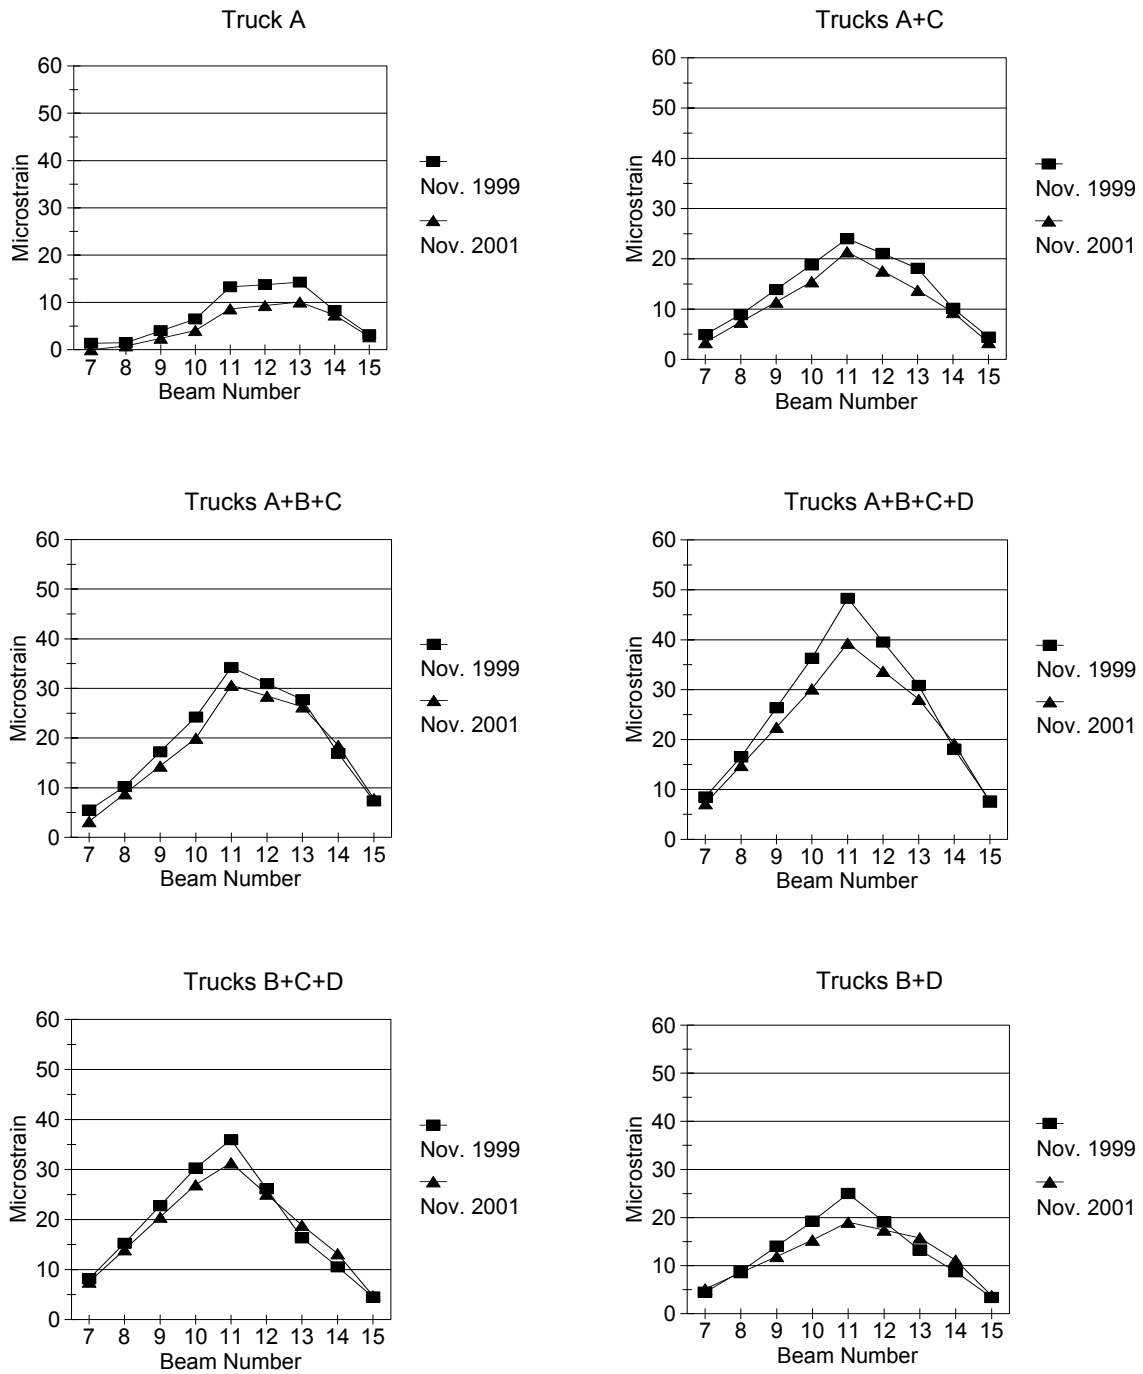 Truck A
60
50
40
30
20
10
0
Microstrain
7 8 9 10 11 12 13 14 15
Beam Number
Nov. 1999
Nov. 2001
Trucks A+C
60
50
40
30
20
10
0
Microstrain
7 8 9 10 11 12 13 14 15
Beam Number
Nov. 1999
Nov. 2001
Trucks A+B+C
60
50
40
30
20
10
0
Microstrain
7 8 9 10 11 12 13 14 15
Beam Number
Nov. 1999
Nov. 2001
Trucks A+B+C+D
60
50
40
30
20
10
0
Microstrain
7 8 9 10 11 12 13 14 15
Beam Number
Nov. 1999
Nov. 2001
Trucks B+C+D
60
50
40
30
20
10
0
Microstrain
7 8 9 10 11 12 13 14 15
Beam Number
Nov. 1999
Nov. 2001
Trucks B+D
60
50
40
30
20
10
0
Microstrain
7 8 9 10 11 12 13 14 15
Beam Number
Nov. 1999
Nov. 2001